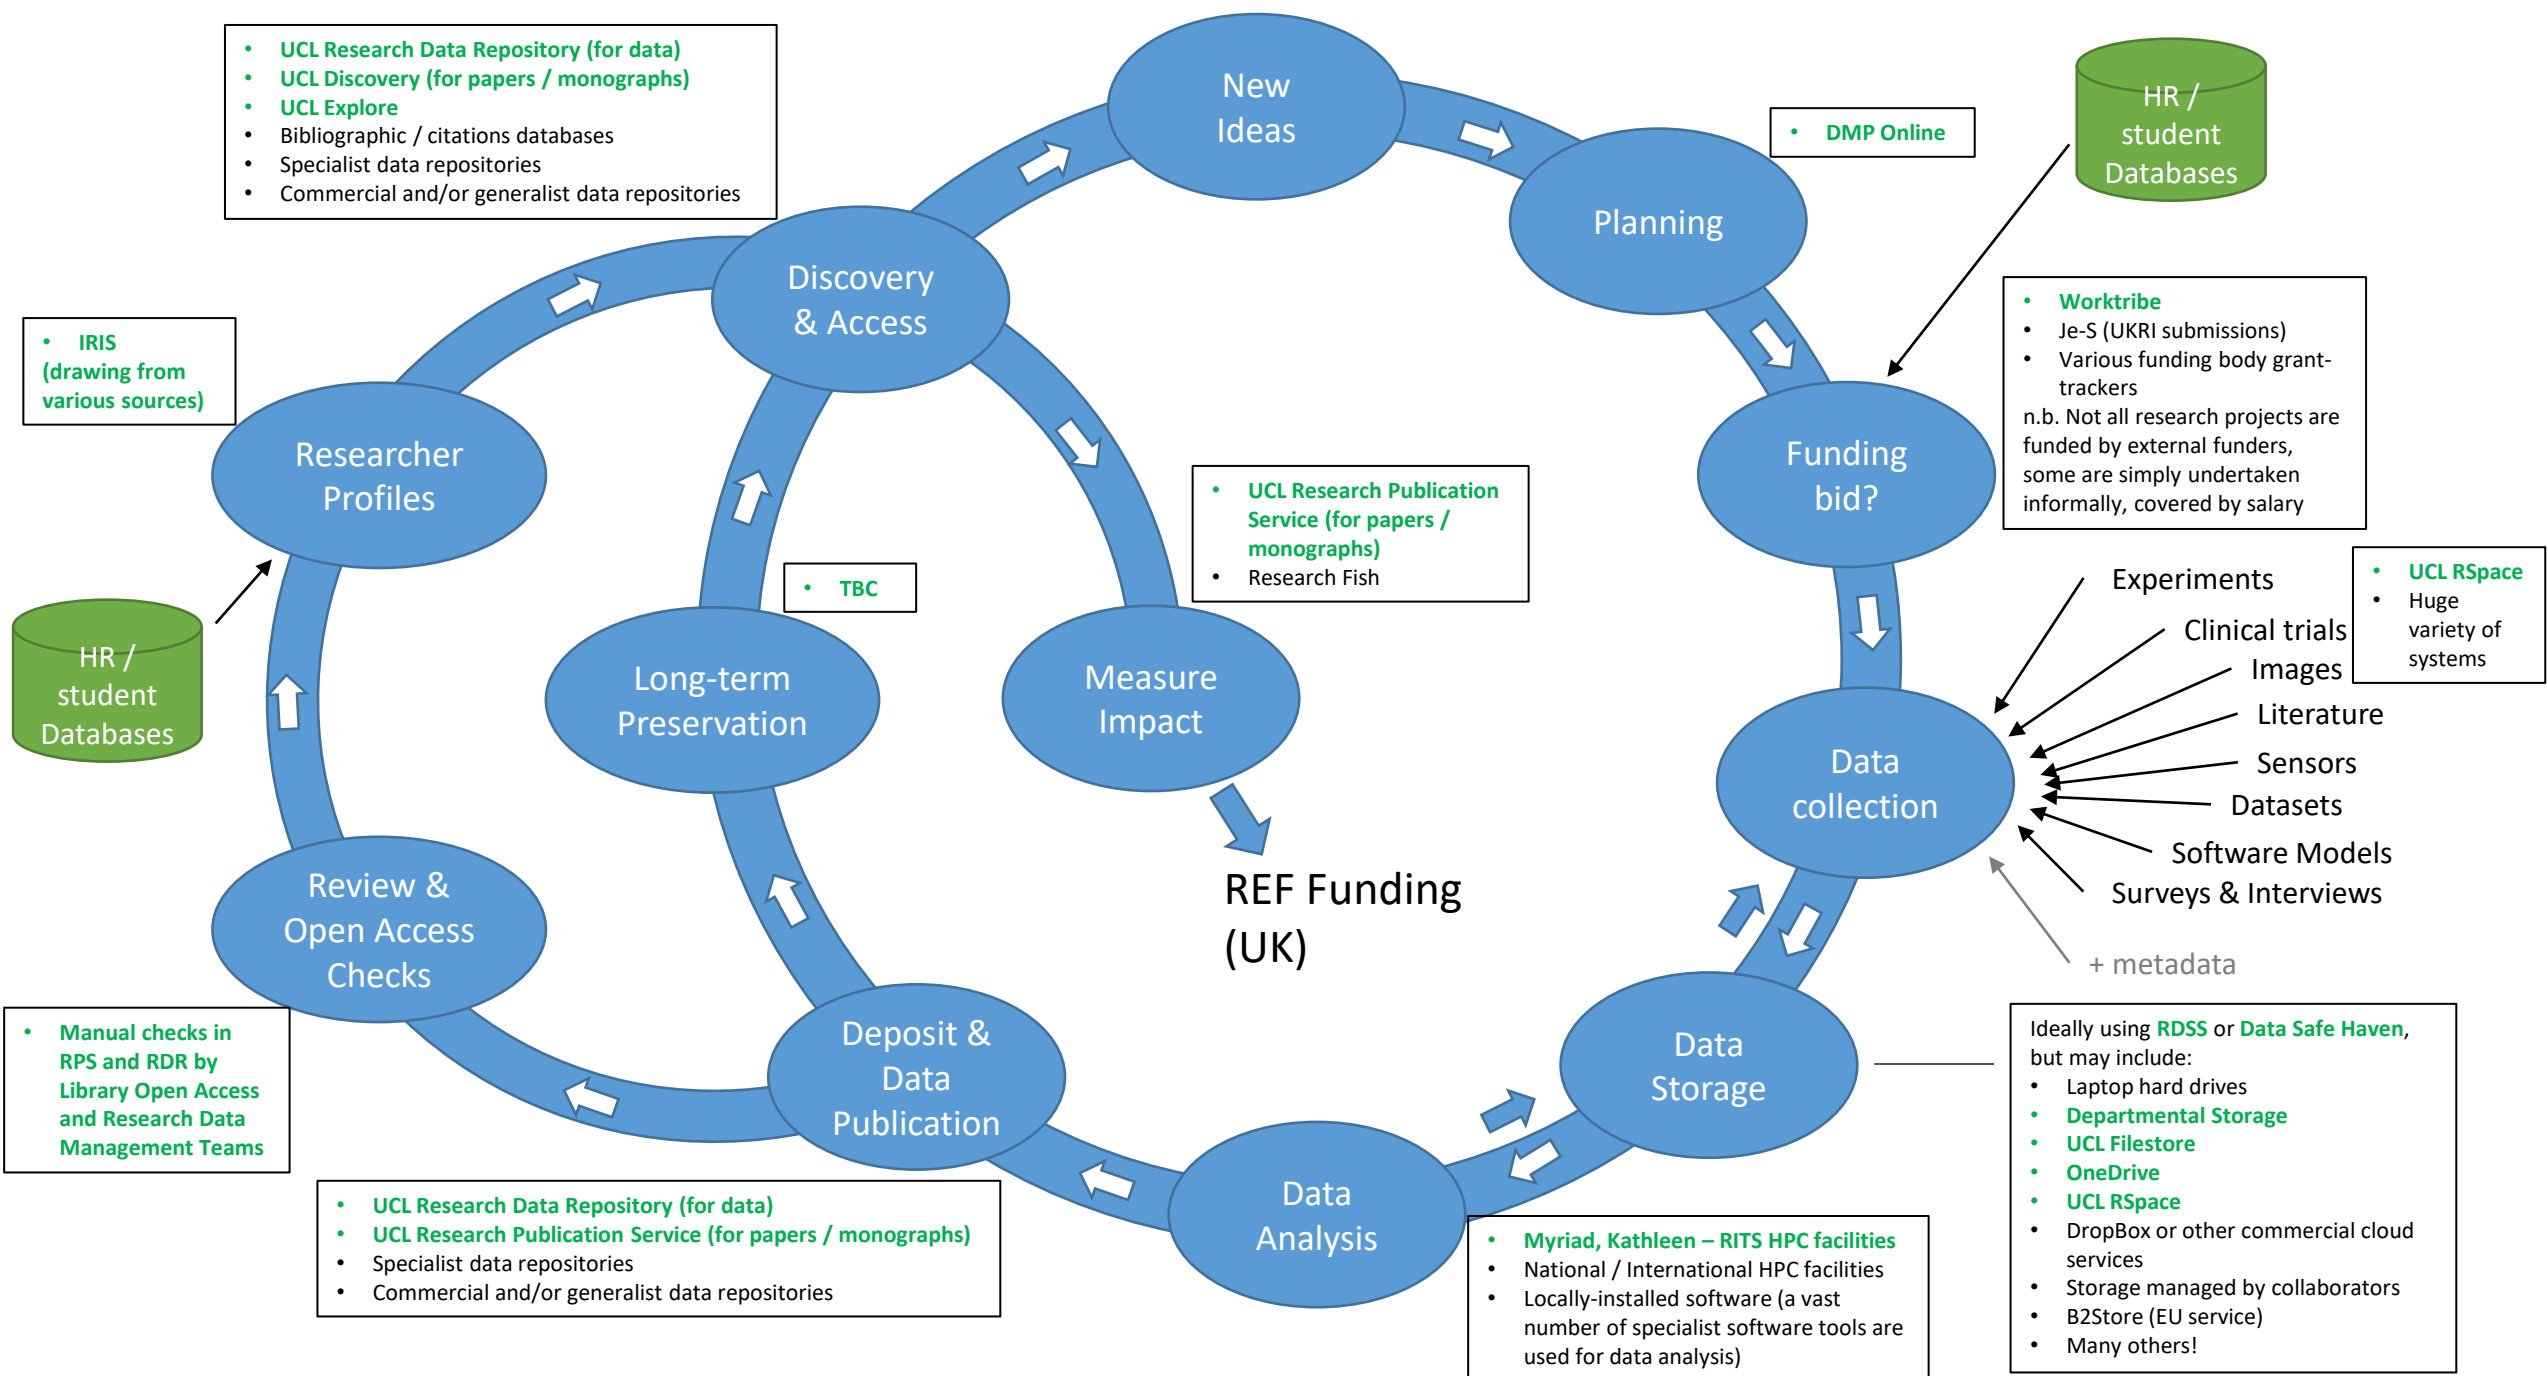 • UCL Research Data Repository (for data)
• UCL Discovery (for papers / monographs)
• UCL Explore
• Bibliographic / citations databases
• Specialist data repositories
• Commercial and/or generalist data repositories
New
Ideas
• DMP Online
HR /
student
Databases
Planning
Discovery
& Access
• Worktribe
• Je-S (UKRI submissions)
• Various funding body grant-
trackers
n.b. Not all research projects are
funded by external funders,
some are simply undertaken
informally, covered by salary
• IRIS
(drawing from
various sources)
Researcher
Profiles
Funding
bid?
• UCL Research Publication
Service (for papers /
monographs)
• Research Fish
• TBC
Experiments
Clinical trials
Images
Literature
Sensors
Datasets
Software Models
Surveys & Interviews
+ metadata
• UCL RSpace
• Huge
variety of
systems
HR /
student
Databases
Long-term
Preservation
Measure
Impact
Data
collection
REF Funding
(UK)
Review &
Open Access
Checks
• Manual checks in
RPS and RDR by
Library Open Access
and Research Data
Management Teams
Deposit &
Data
Publication
Data
Storage
Ideally using RDSS or Data Safe Haven,
but may include:
• Laptop hard drives
• Departmental Storage
• UCL Filestore
• OneDrive
• UCL RSpace
• DropBox or other commercial cloud
services
• Storage managed by collaborators
• B2Store (EU service)
• Many others!
• UCL Research Data Repository (for data)
• UCL Research Publication Service (for papers / monographs)
• Specialist data repositories
• Commercial and/or generalist data repositories
Data
Analysis
• Myriad, Kathleen – RITS HPC facilities
• National / International HPC facilities
• Locally-installed software (a vast
number of specialist software tools are
used for data analysis)